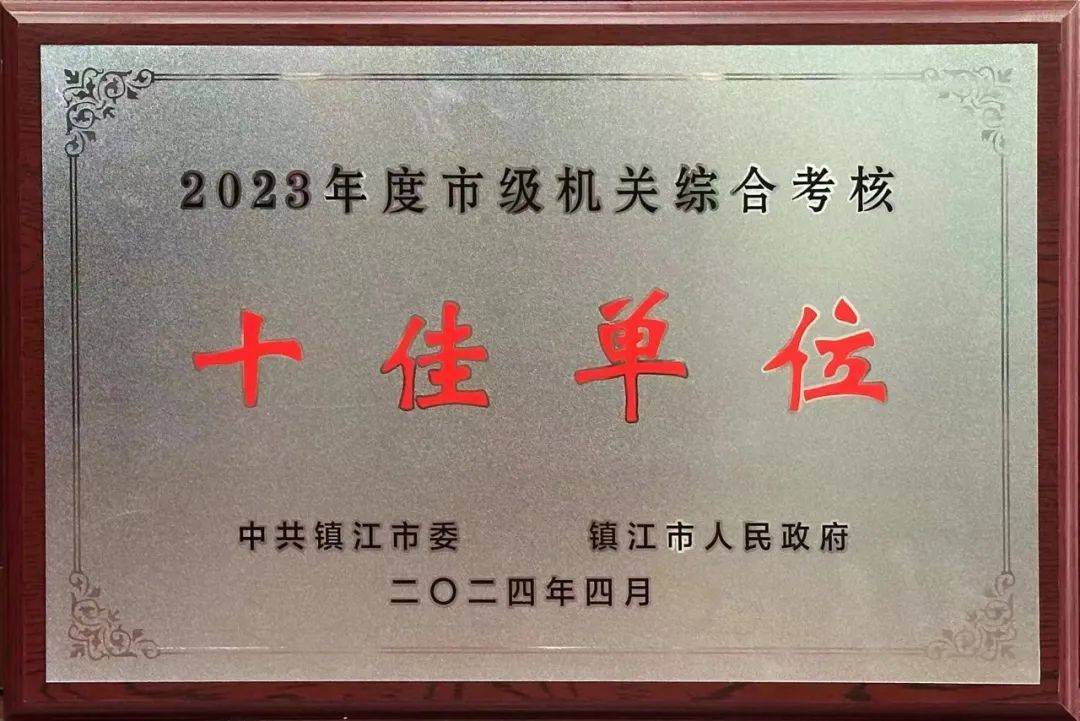 2023年度市级机关综合考核
十佳单位
中共镇江市委 镇江市人民政府
二〇二四年四月